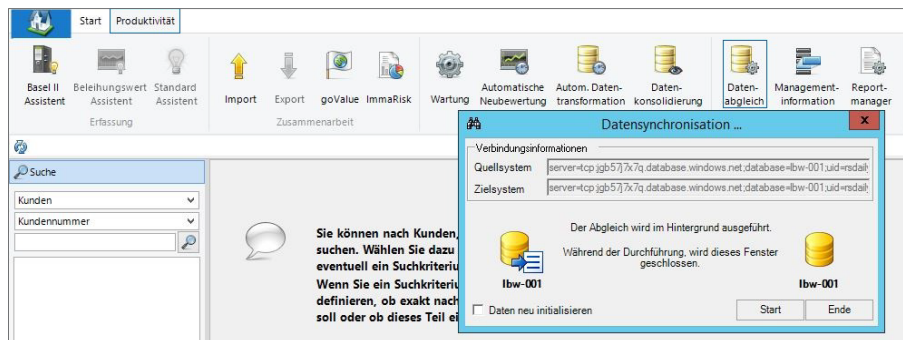 Start Produktivität
Basel II Assistent
Beleihungswert Assistent
Standard Assistent
Import
Export
goValue
ImmaRisk
Wartung
Automatische Neubewertung
Autom. Daten-transformation
Daten-konsolidierung
Daten-abgleich
Management-information
Report-manager
Erfassung
Zusammenarbeit
Datensynchronisation ...
x
Verbindungsinformationen
Quellsystem server=tcp:jgb57j7x7q.database.windows.net;database=lbw-001;uid=rsdaily
Zielsystem server=tcp:jgb57j7x7q.database.windows.net;database=lbw-001;uid=rsdaily
Der Abgleich wird im Hintergrund ausgeführt.
Während der Durchführung, wird dieses Fenster
geschlossen.
lbw-001
lbw-001
Daten neu initialisieren
Start
Ende
Suche
Kunden
Kundennummer
Sie können nach Kunden,
suchen. Wählen Sie dazu
eventuell ein Suchkriteriu
Wenn Sie ein Suchkriteriu
definieren, ob exakt nach
soll oder ob dieses Teil ei